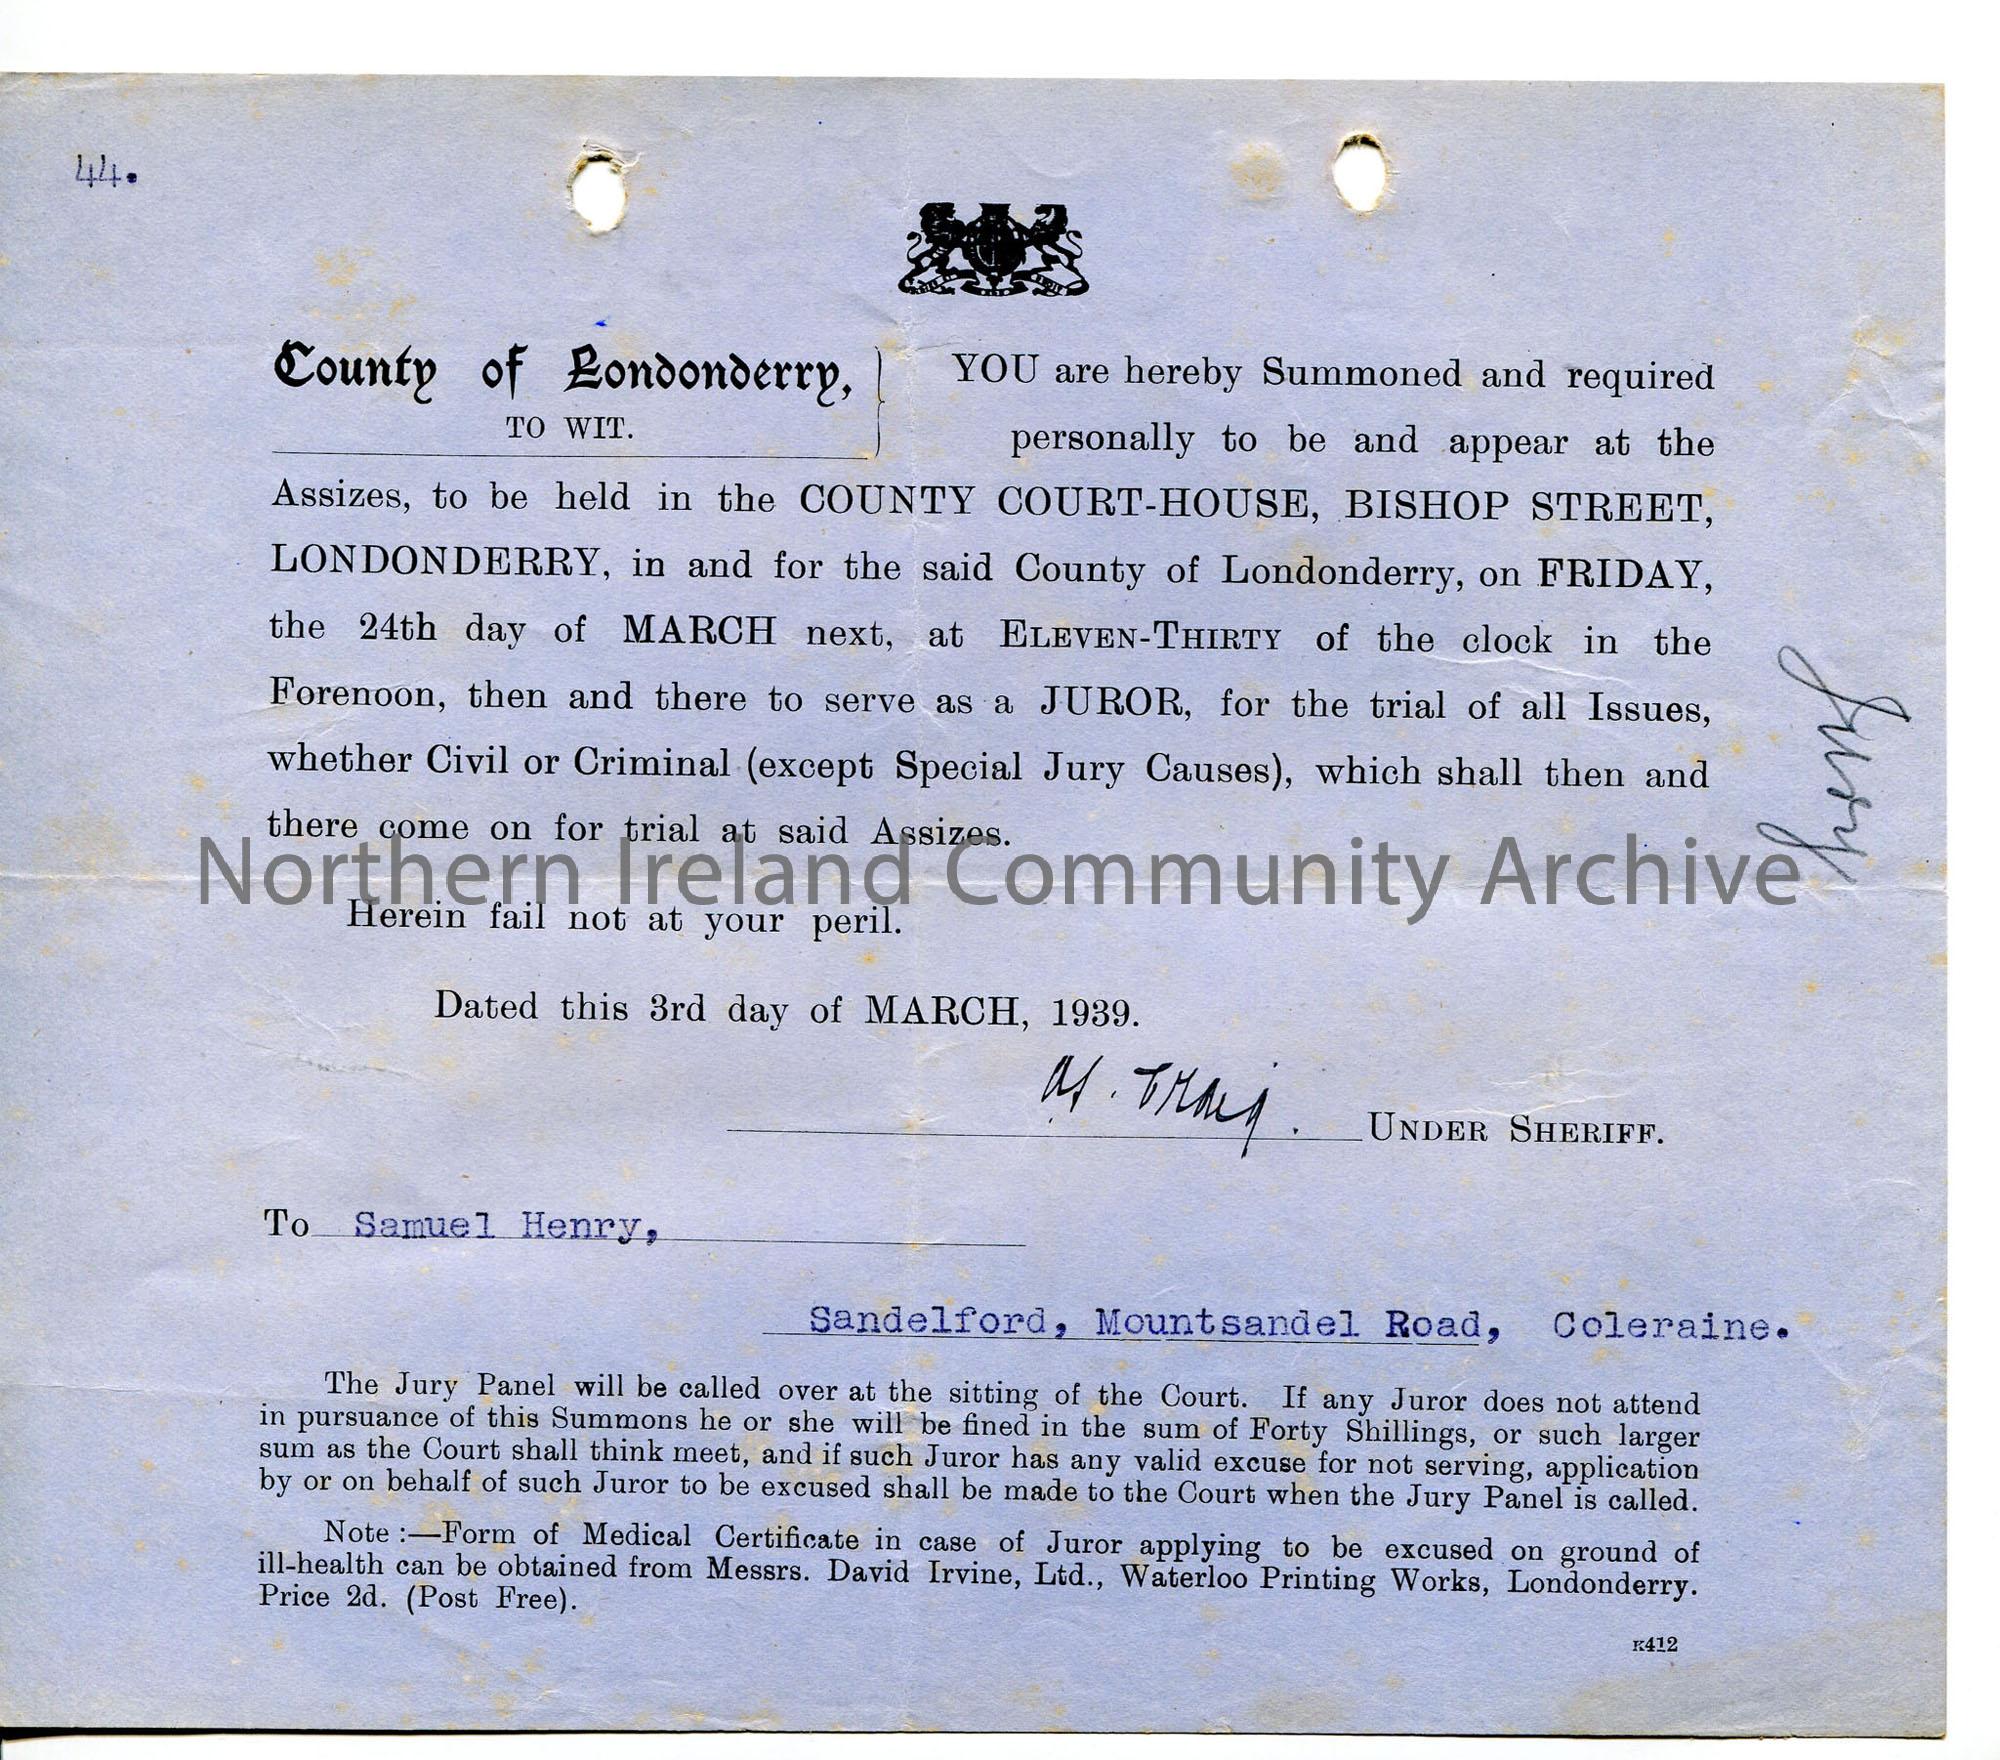 44.
County of Londonderry,
TO WIT.
YOU are hereby Summoned and required
personally to be and appear at the
Assizes, to be held in the COUNTY COURT-HOUSE, BISHOP STREET,
LONDONDERRY, in and for the said County of Londonderry, on FRIDAY,
the 24th day of MARCH next, at ELEVEN-THIRTY of the clock in the
Forenoon, then and there to serve as a JUROR, for the trial of all Issues,
whether Civil or Criminal (except Special Jury Causes), which shall then and
there come on for trial at said Assizes.
Northern Ireland Community Archive
Herein fail not at your peril.
Dated this 3rd day of MARCH, 1939.
Craig. UNDER SHERIFF.
To Samuel Henry,
Sandelford, Mountsandel Road, Coleraine.
The Jury Panel will be called over at the sitting of the Court. If any Juror does not attend
in pursuance of this Summons he or she will be fined in the sum of Forty Shillings, or such larger
sum as the Court shall think meet, and if such Juror has any valid excuse for not serving, application
by or on behalf of such Juror to be excused shall be made to the Court when the Jury Panel is called.
Note :—Form of Medical Certificate in case of Juror applying to be excused on ground of
ill-health can be obtained from Messrs. David Irvine, Ltd., Waterloo Printing Works, Londonderry.
Price 2d. (Post Free).
K412
Jury